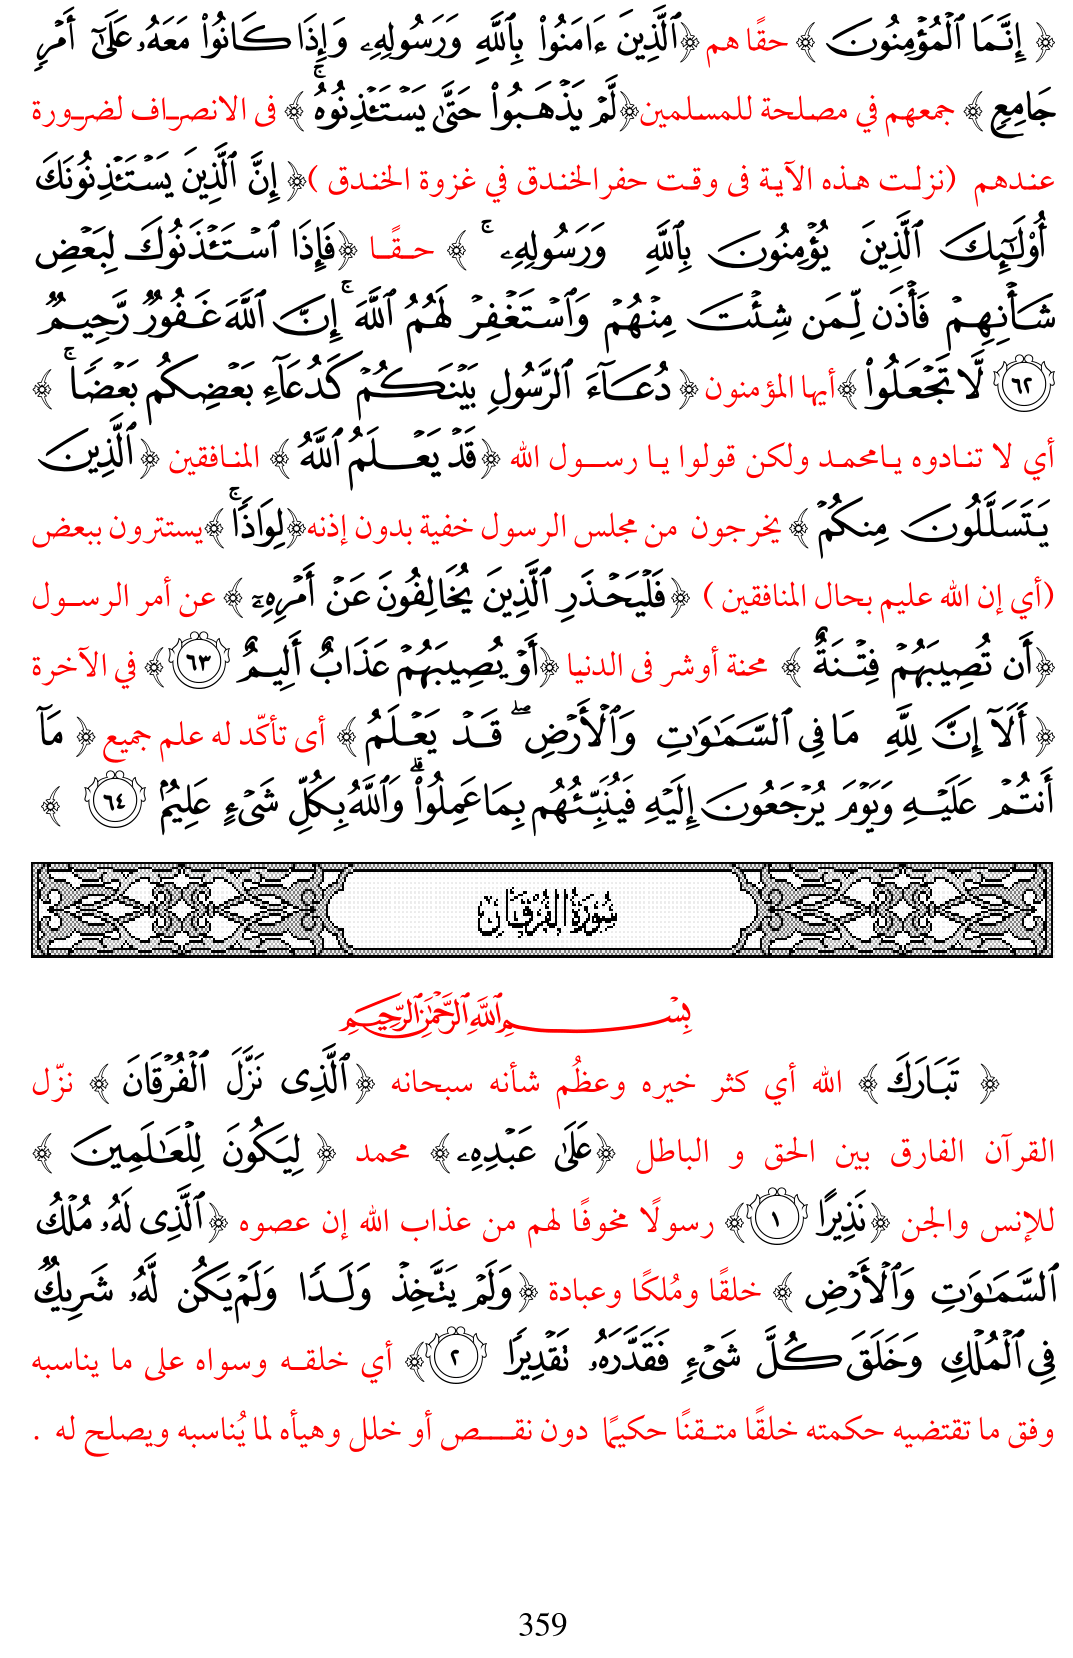 ﴿ إِنَّمَا ٱلْمُؤْمِنُونَ ﴾ حقًا هم ﴿ٱلَّذِينَ ءَامَنُوا۟ بِٱللَّهِ وَرَسُولِهِۦ وَإِذَا كَانُوا۟ مَعَهُۥ عَلَىٰٓ أَمْرٍ
جَامِعٍ ﴾ جمعهم في مصلحة للمسلمين﴿لَّمْ يَذْهَبُوا۟ حَتَّىٰ يَسْتَـْٔذِنُوهُ ۚ ﴾ فى الانصراف لضرورة
عندهم (نزلت هذه الآية فى وقت حفرالخندق في غزوة الخندق )﴿ إِنَّ ٱلَّذِينَ يَسْتَـْٔذِنُونَكَ
أُو۟لَـٰٓئِكَ ٱلَّذِينَ يُؤْمِنُونَ بِٱللَّهِ وَرَسُولِهِۦ ۚ ﴾ حقًا ﴿فَإِذَا ٱسْتَـْٔذَنُوكَ لِبَعْضِ
شَأْنِهِمْ فَأْذَن لِّمَن شِئْتَ مِنْهُمْ وَٱسْتَغْفِرْ لَهُمُ ٱللَّهَ ۚ إِنَّ ٱللَّهَ غَفُورٌ رَّحِيمٌ
٦٢ لَّا تَجْعَلُوا۟ ﴾أيها المؤمنون ﴿دُعَآءَ ٱلرَّسُولِ بَيْنَكُمْ كَدُعَآءِ بَعْضِكُم بَعْضًا ۚ ﴾
أي لا تنادوه يامحمد ولكن قولوا يا رسول الله ﴿قَدْ يَعْلَمُ ٱللَّهُ ﴾ المنافقين ﴿ٱلَّذِينَ
يَتَسَلَّلُونَ مِنكُمْ ﴾ يخرجون من مجلس الرسول خفية بدون إذنه﴿لِوَاذًا ۚ ﴾يستترون ببعض
(أي إن الله عليم بحال المنافقين ) ﴿فَلْيَحْذَرِ ٱلَّذِينَ يُخَالِفُونَ عَنْ أَمْرِهِۦٓ ﴾ عن أمر الرسول
﴿أَن تُصِيبَهُمْ فِتْنَةٌ ﴾ محنة أوشر فى الدنيا ﴿أَوْ يُصِيبَهُمْ عَذَابٌ أَلِيمٌ ٦٣ ﴾ في الآخرة
﴿ أَلَآ إِنَّ لِلَّهِ مَا فِى ٱلسَّمَـٰوَٰتِ وَٱلْأَرْضِ ۖ قَدْ يَعْلَمُ ﴾ أى تأكّد له علم جميع ﴿ مَآ
أَنتُمْ عَلَيْهِ وَيَوْمَ يُرْجَعُونَ إِلَيْهِ فَيُنَبِّئُهُم بِمَا عَمِلُوا۟ ۗ وَٱللَّهُ بِكُلِّ شَىْءٍ عَلِيمٌۢ ٦٤ ﴾
سُورَةُ الفُرْقَانِ
بِسْمِ ٱللَّهِ ٱلرَّحْمَٰنِ ٱلرَّحِيمِ
﴿ تَبَارَكَ ﴾ الله أي كثر خيره وعظُم شأنه سبحانه ﴿ٱلَّذِى نَزَّلَ ٱلْفُرْقَانَ ﴾ نزّل
القرآن الفارق بين الحق و الباطل ﴿عَلَىٰ عَبْدِهِۦ﴾ محمد ﴿ لِيَكُونَ لِلْعَـٰلَمِينَ ﴾
للإنس والجن ﴿نَذِيرًا ١ ﴾ رسولًا مخوفًا لهم من عذاب الله إن عصوه ﴿ٱلَّذِى لَهُۥ مُلْكُ
ٱلسَّمَـٰوَٰتِ وَٱلْأَرْضِ ﴾ خلقًا ومُلكًا وعبادة ﴿وَلَمْ يَتَّخِذْ وَلَدًا وَلَمْ يَكُن لَّهُۥ شَرِيكٌ
فِى ٱلْمُلْكِ وَخَلَقَ كُلَّ شَىْءٍ فَقَدَّرَهُۥ تَقْدِيرًا ٢ ﴾ أي خلقه وسواه على ما يناسبه
وفق ما تقتضيه حكمته خلقًا متقنًا حكيمًا دون نقص أو خلل وهيأه لما يُناسبه ويصلح له .
359